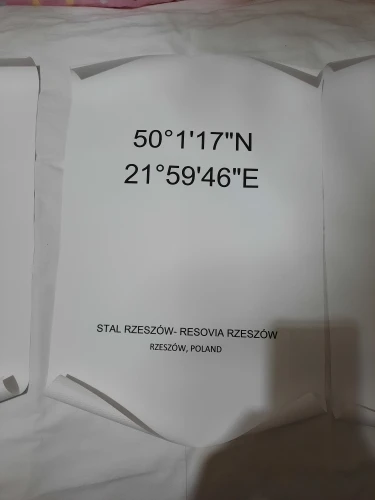 50°1'17"N
21°59'46"E
STAL RZESZÓW- RESOVIA RZESZÓW
RZESZÓW, POLAND